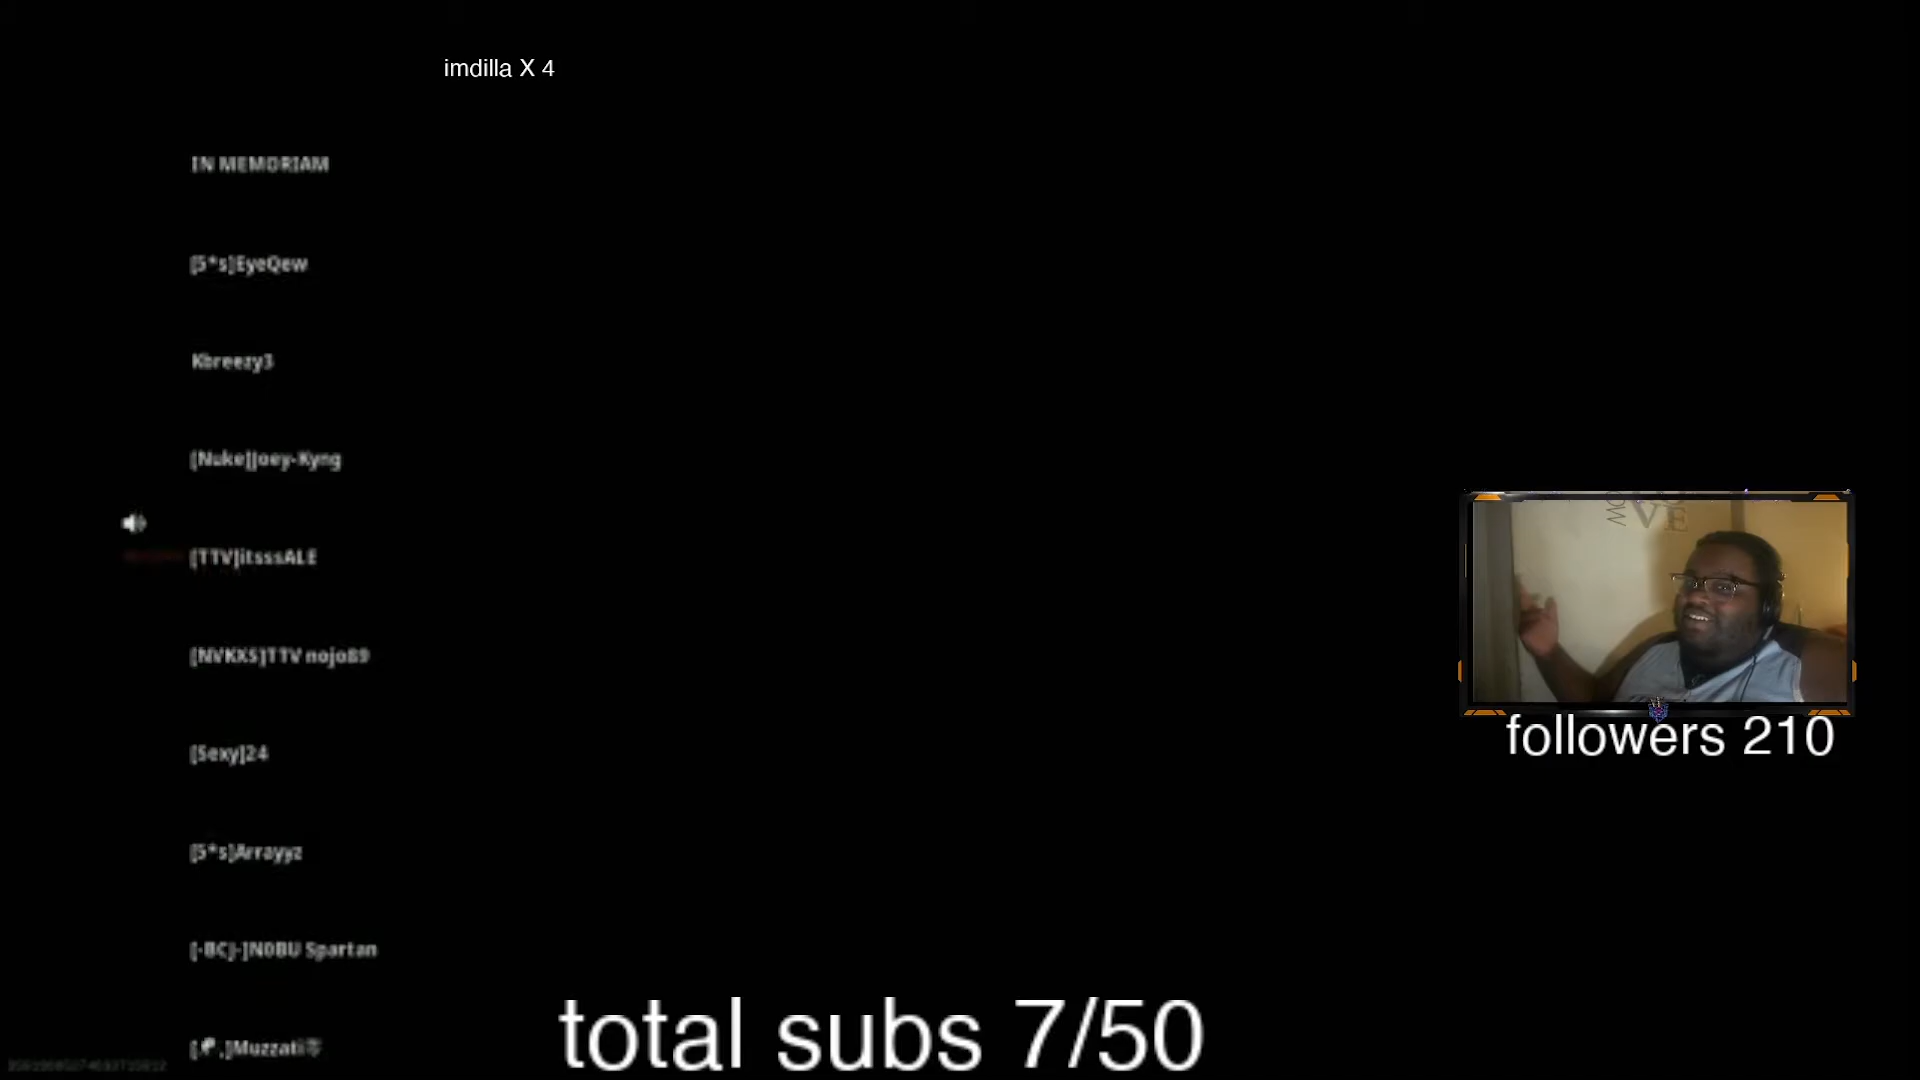 imdilla X 4
IN MEMORIAM
[5*s]EyeQew
Kbreezy3
[Nuke]Joey-Kyng
[TTV]itsssALE
[NVKXS]TTV nojo89
[Sexy]24
[5*s]Arrayyz
[-BCJ-]N0BU Spartan
followers 210
total subs 7/50